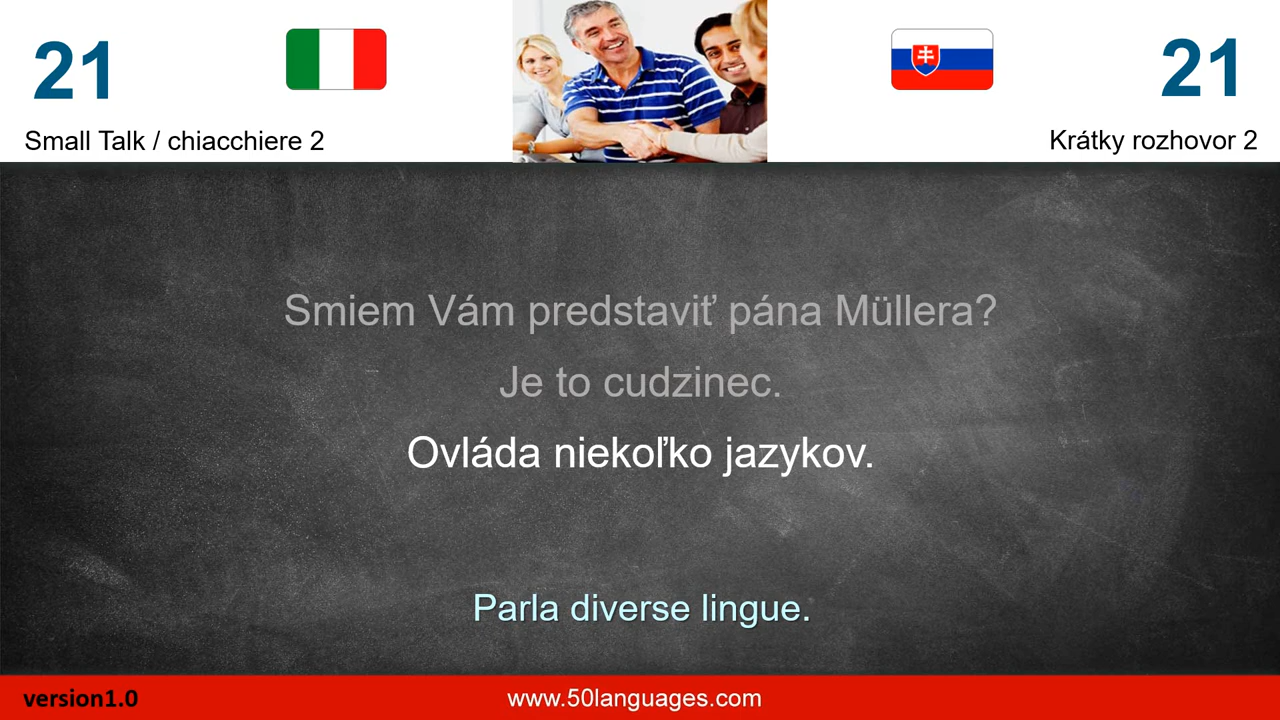 21
21
Small Talk / chiacchiere 2
Krátky rozhovor 2
Smiem Vám predstaviť pána Müllera?
Je to cudzinec.
Ovláda niekoľko jazykov.
Parla diverse lingue.
version1.0
www.50languages.com